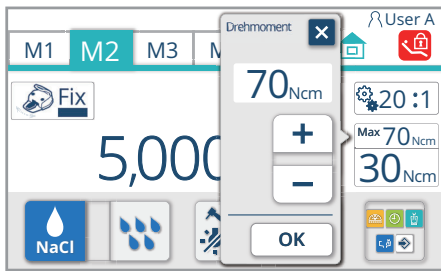 User A
M1 M2 M3 M
Drehmoment
Fix
70Ncm
20:1
5,000
Max 70Ncm
30Ncm
NaCl
OK